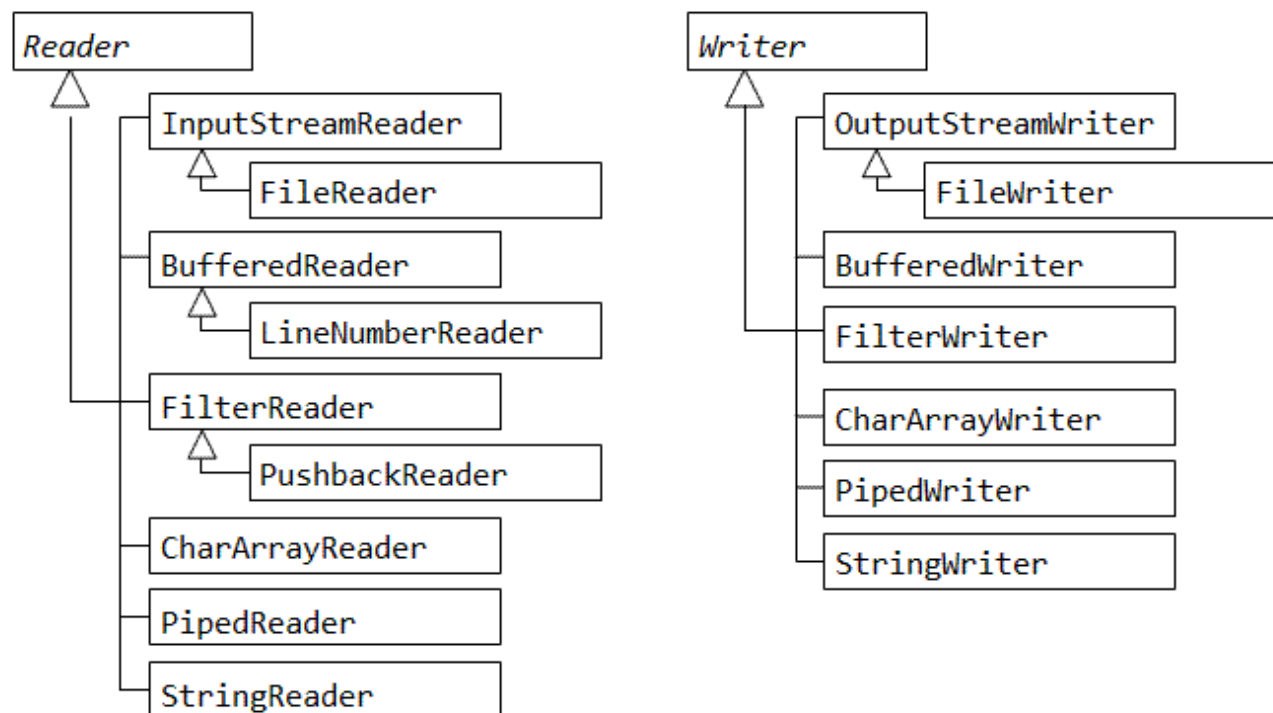 Reader
InputStreamReader
FileReader
BufferedReader
LineNumberReader
FilterReader
PushbackReader
CharArrayReader
PipedReader
StringReader
Writer
OutputStreamWriter
FileWriter
BufferedWriter
FilterWriter
CharArrayWriter
PipedWriter
StringWriter